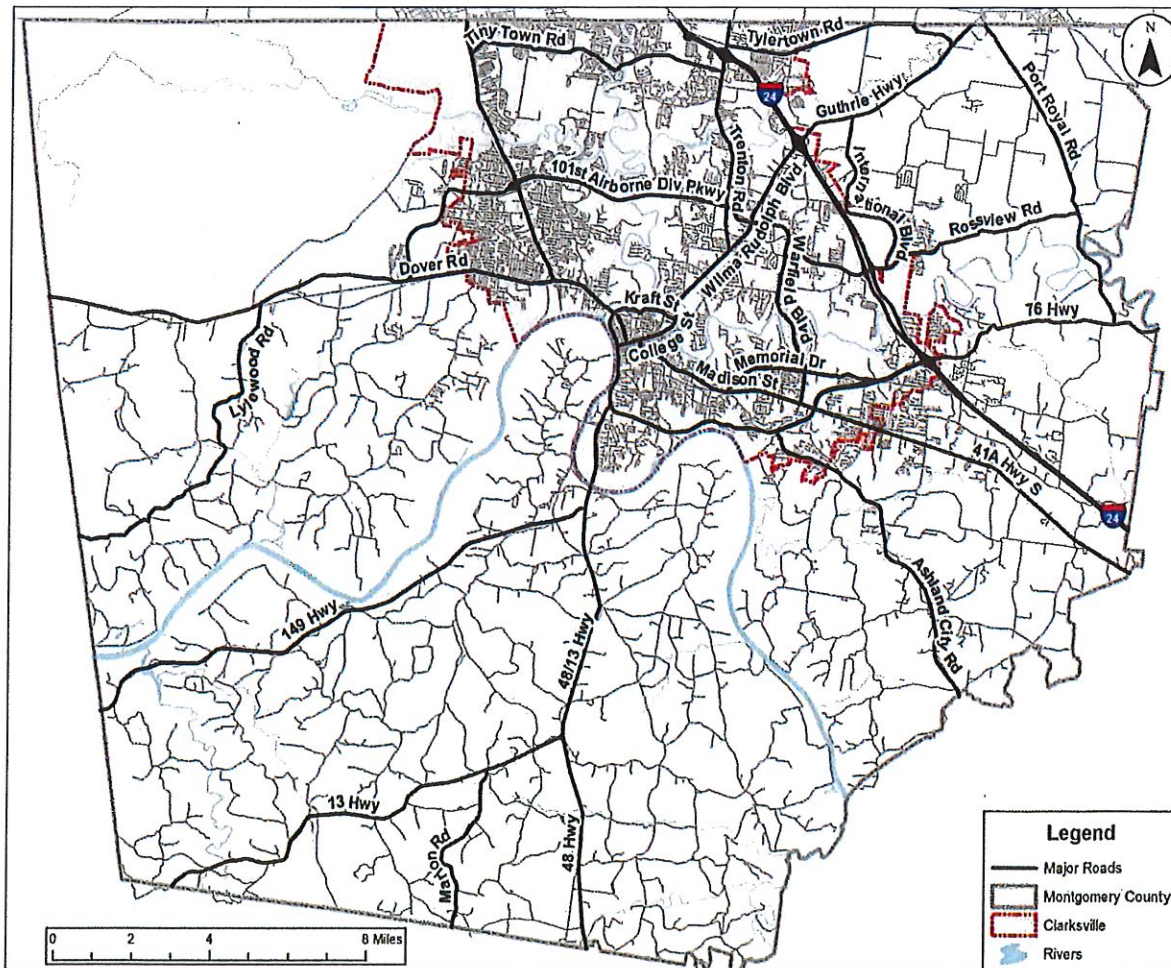 N
Tiny Town Rd
Tylertown Rd
24
Guthrie Hwy
Port Royal Rd
Trenton Rd
International Blvd
101st Airborne Div. Pkwy
Wilma Rudolph Blvd.
Warfield Blvd
Rossview Rd
Dover Rd
Kraft St
College St
76 Hwy
Memorial Dr
Madison St
Lylewood Rd
41A Hwy S
24
Ashland City Rd
149 Hwy
48/13 Hwy
13 Hwy
Marion Rd
48 Hwy
Legend
Major Roads
Montgomery County
Clarksville
Rivers
0 2 4 8 Miles